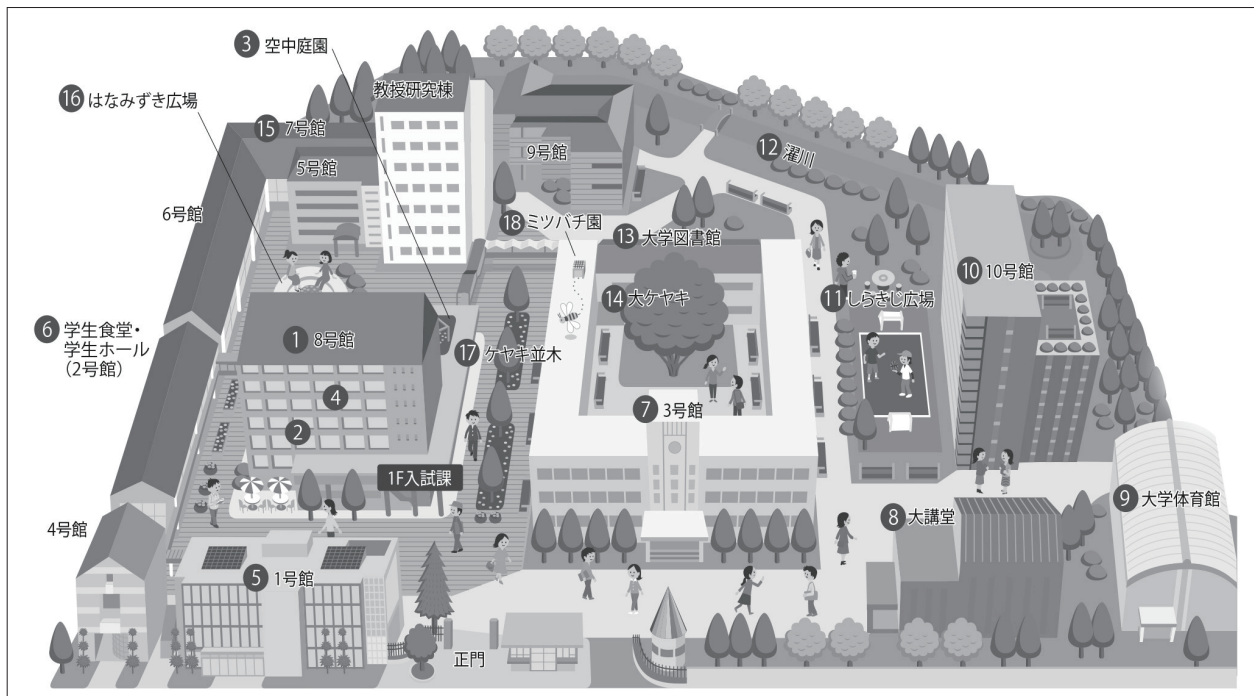 3 空中庭園
16 はなみずき広場
教授研究棟
15 7号館
5号館
9号館
12 濯川
6号館
18 ミツバチ園
13 大学図書館
10 10号館
14 大ケヤキ
11 しらきじ広場
6 学生食堂・
学生ホール
(2号館)
1 8号館
17 ケヤキ並木
4
7 3号館
2
1F入試課
4号館
8 大講堂
9 大学体育館
5 1号館
正門